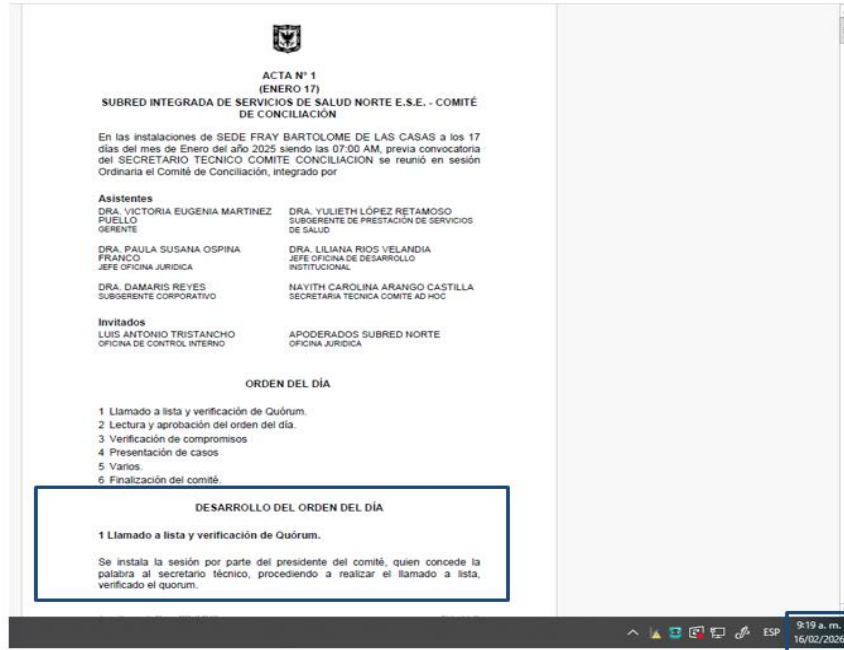 ACTA N° 1
(ENERO 17)
SUBRED INTEGRADA DE SERVICIOS DE SALUD NORTE E.S.E. - COMITÉ
DE CONCILIACIÓN
En las instalaciones de SEDE FRAY BARTOLOME DE LAS CASAS a los 17
días del mes de Enero del año 2025 siendo las 07:00 AM, previa convocatoria
del SECRETARIO TECNICO COMITE CONCILIACION se reunió en sesión
Ordinaria el Comité de Conciliación, integrado por
Asistentes
DRA. VICTORIA EUGENIA MARTINEZ
PUELLO
GERENTE
DRA. YULIETH LÓPEZ RETAMOSO
SUBGERENTE DE PRESTACIÓN DE SERVICIOS
DE SALUD
DRA. PAULA SUSANA OSPINA
FRANCO
JEFE OFICINA JURIDICA
DRA. LILIANA RIOS VELANDIA
JEFE OFICINA DE DESARROLLO
INSTITUCIONAL
DRA. DAMARIS REYES
SUBGERENTE CORPORATIVO
NAYITH CAROLINA ARANGO CASTILLA
SECRETARIA TECNICA COMITE AD HOC
Invitados
LUIS ANTONIO TRISTANCHO
OFICINA DE CONTROL INTERNO
APODERADOS SUBRED NORTE
OFICINA JURIDICA
ORDEN DEL DÍA
1 Llamado a lista y verificación de Quórum.
2 Lectura y aprobación del orden del día.
3 Verificación de compromisos
4 Presentación de casos
5 Varios.
6 Finalización del comité.
DESARROLLO DEL ORDEN DEL DÍA
1 Llamado a lista y verificación de Quórum.
Se instala la sesión por parte del presidente del comité, quien concede la
palabra al secretario técnico, procediendo a realizar el llamado a lista,
verificado el quorum.
ESP
9:19 a. m.
16/02/2026